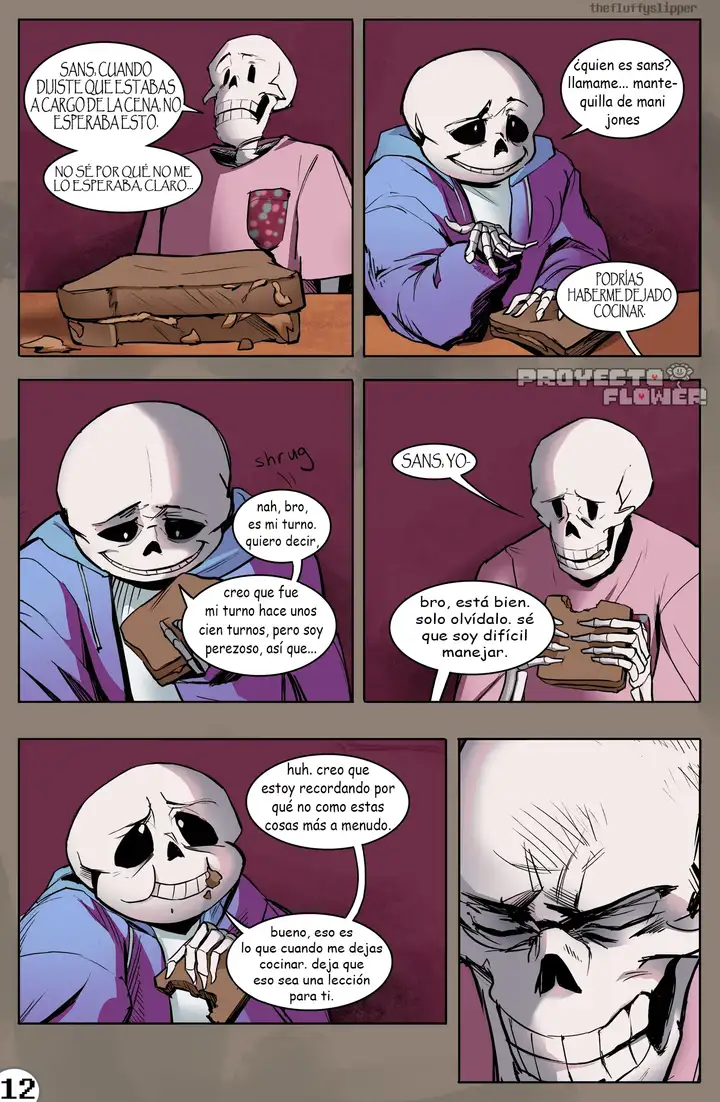 thefluffyslipper
SANS, CUANDO
DIJISTE QUE ESTABAS
A CARGO DE LA CENA. NO
ESPERABA ESTO.
NO SÉ POR QUÉ NO ME
LO ESPERABA, CLARO...
¿quien es sans?
llamame... mante-
quilla de mani
jones
PODRÍAS
HABERME DEJADO
COCINAR.
PROYECTO
FLOWER
shrug
nah, bro,
es mi turno.
quiero decir,
creo que fue
mi turno hace unos
cien turnos, pero soy
perezoso, así que...
SANS, YO-
bro, está bien.
solo olvídalo. sé
que soy difícil
manejar.
huh. creo que
estoy recordando por
qué no como estas
cosas más a menudo.
bueno, eso es
lo que cuando me dejas
cocinar. deja que
eso sea una lección
para ti.
12